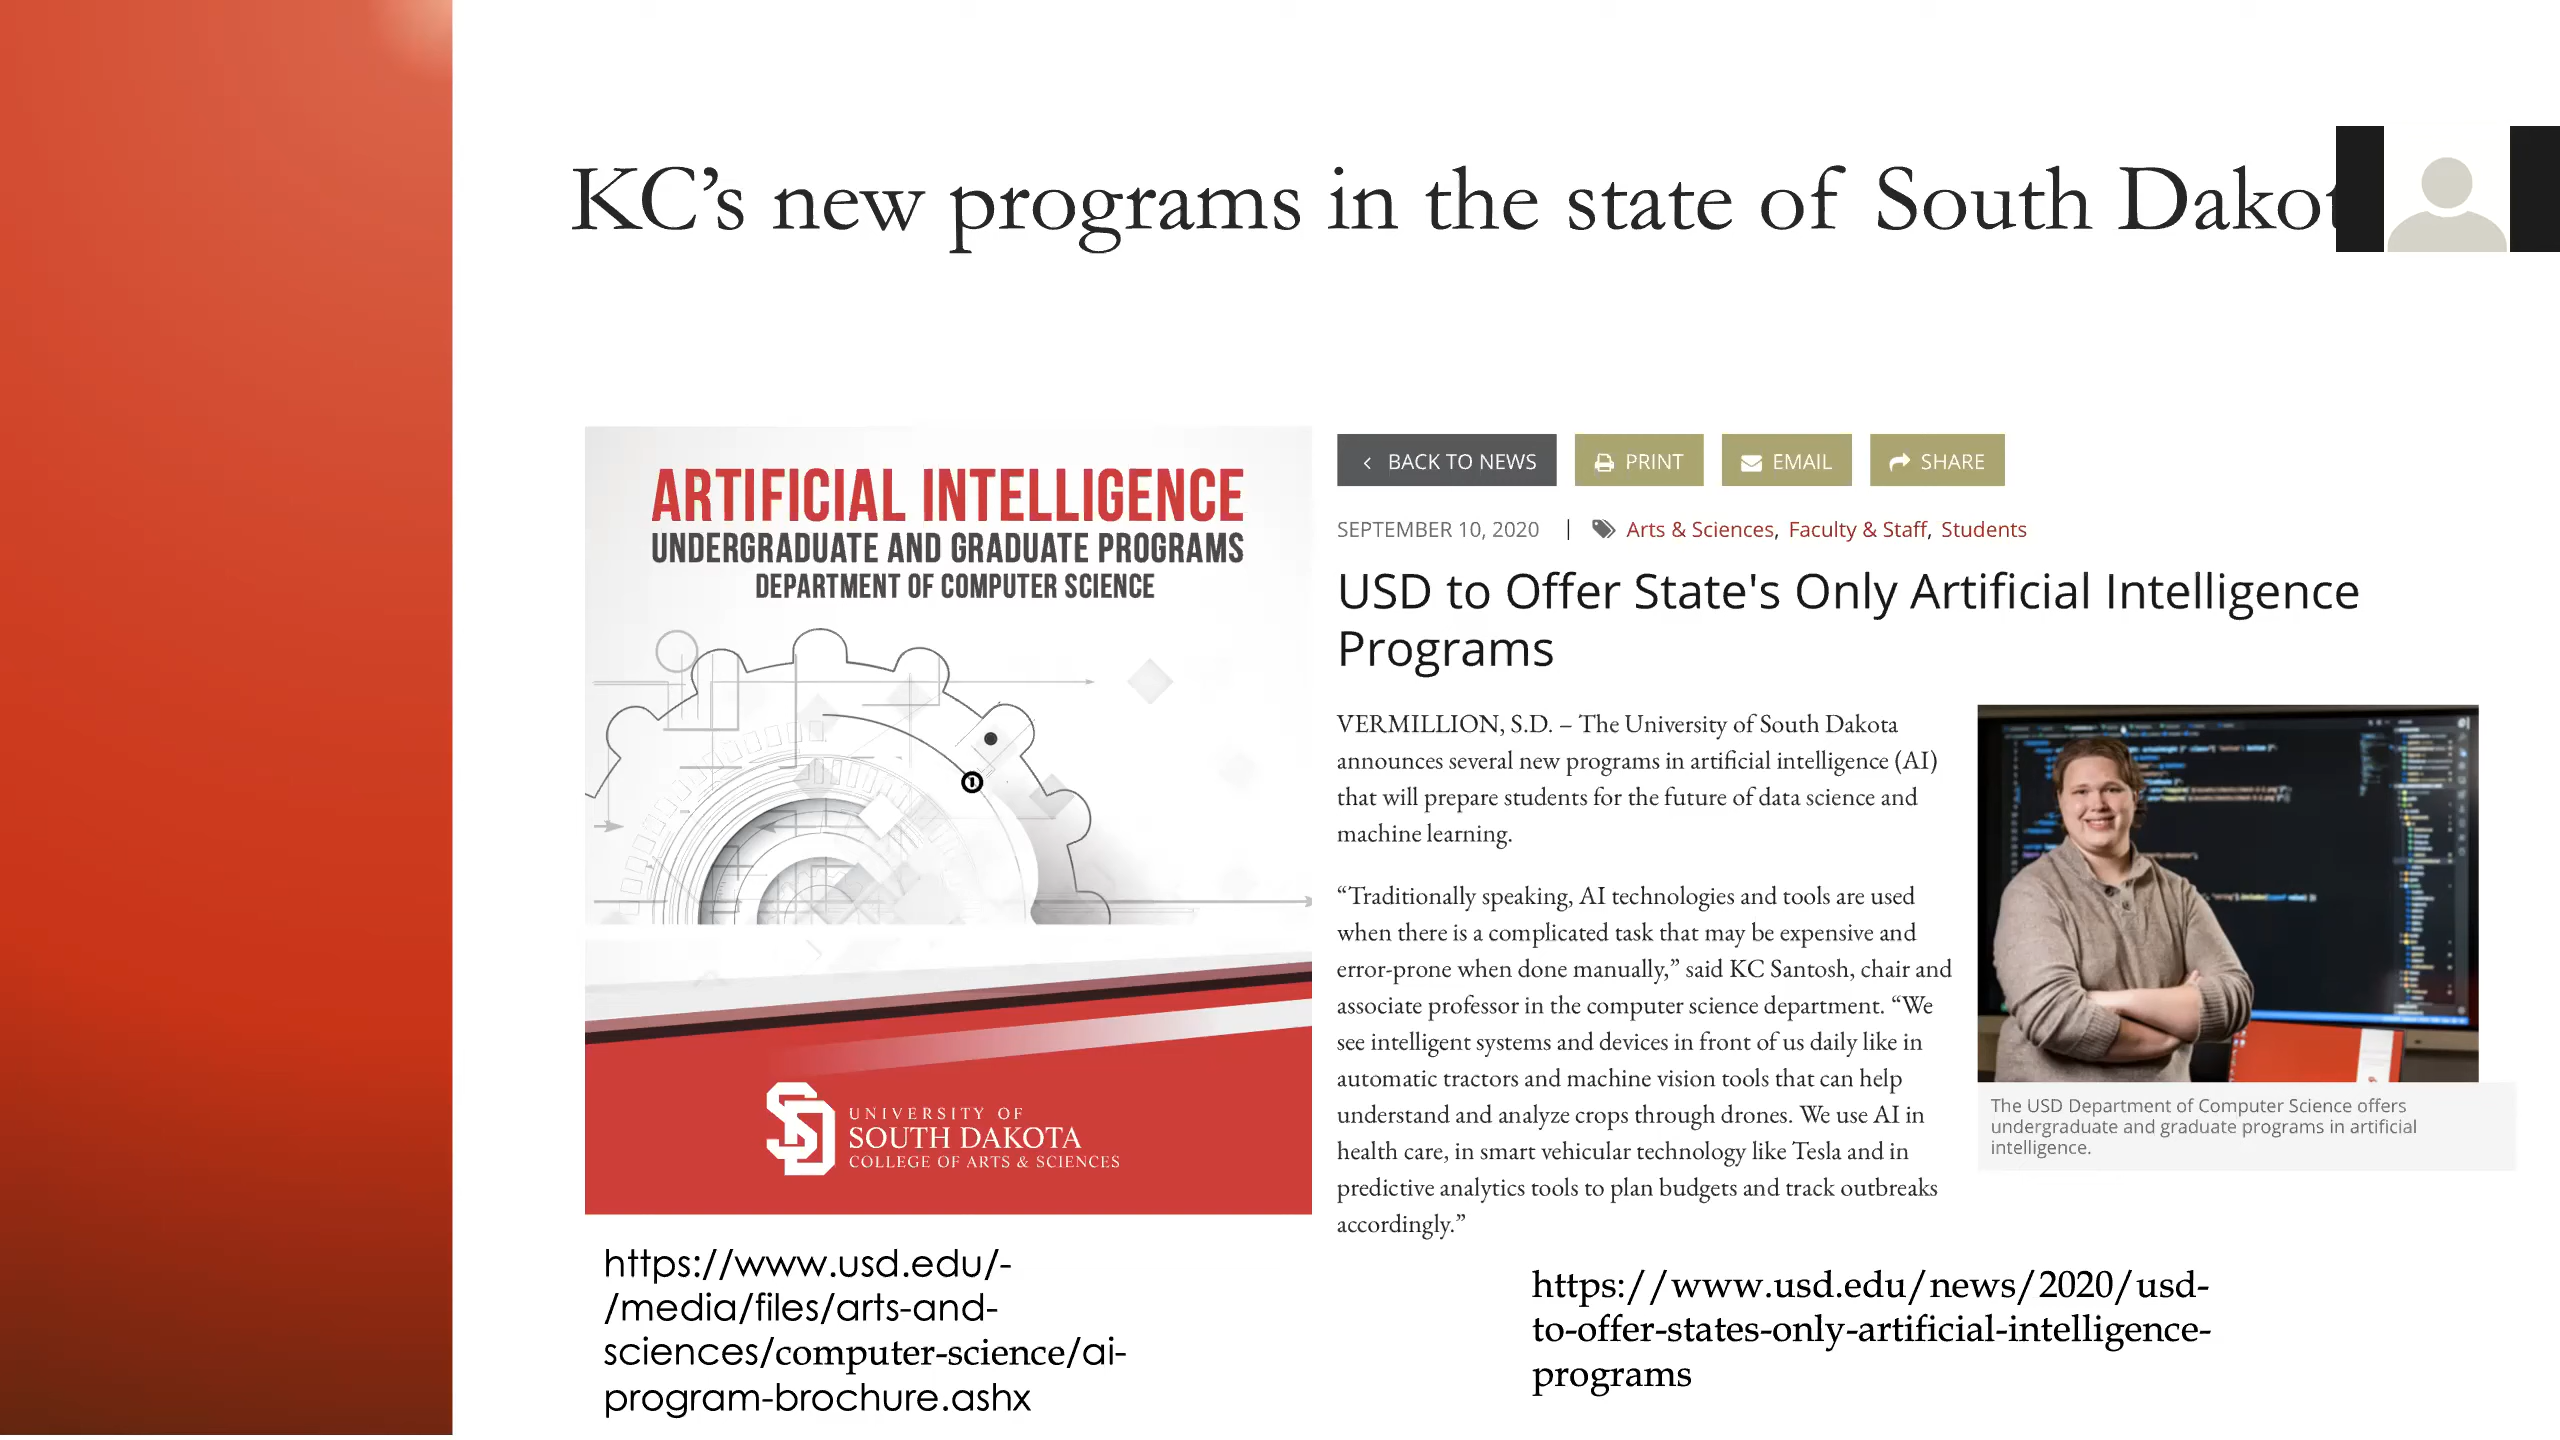 KC’s new programs in the state of South Dakot
ARTIFICIAL INTELLIGENCE
UNDERGRADUATE AND GRADUATE PROGRAMS
DEPARTMENT OF COMPUTER SCIENCE
UNIVERSITY OF
SOUTH DAKOTA
COLLEGE OF ARTS & SCIENCES
https://www.usd.edu/-
/media/files/arts-and-
sciences/computer-science/ai-
program-brochure.ashx
BACK TO NEWS PRINT EMAIL SHARE
SEPTEMBER 10, 2020 | Arts & Sciences, Faculty & Staff, Students
USD to Offer State's Only Artificial Intelligence
Programs
VERMILLION, S.D. – The University of South Dakota
announces several new programs in artificial intelligence (AI)
that will prepare students for the future of data science and
machine learning.
“Traditionally speaking, AI technologies and tools are used
when there is a complicated task that may be expensive and
error-prone when done manually,” said KC Santosh, chair and
associate professor in the computer science department. “We
see intelligent systems and devices in front of us daily like in
automatic tractors and machine vision tools that can help
understand and analyze crops through drones. We use AI in
health care, in smart vehicular technology like Tesla and in
predictive analytics tools to plan budgets and track outbreaks
accordingly.”
The USD Department of Computer Science offers
undergraduate and graduate programs in artificial
intelligence.
https://www.usd.edu/news/2020/usd-
to-offer-states-only-artificial-intelligence-
programs